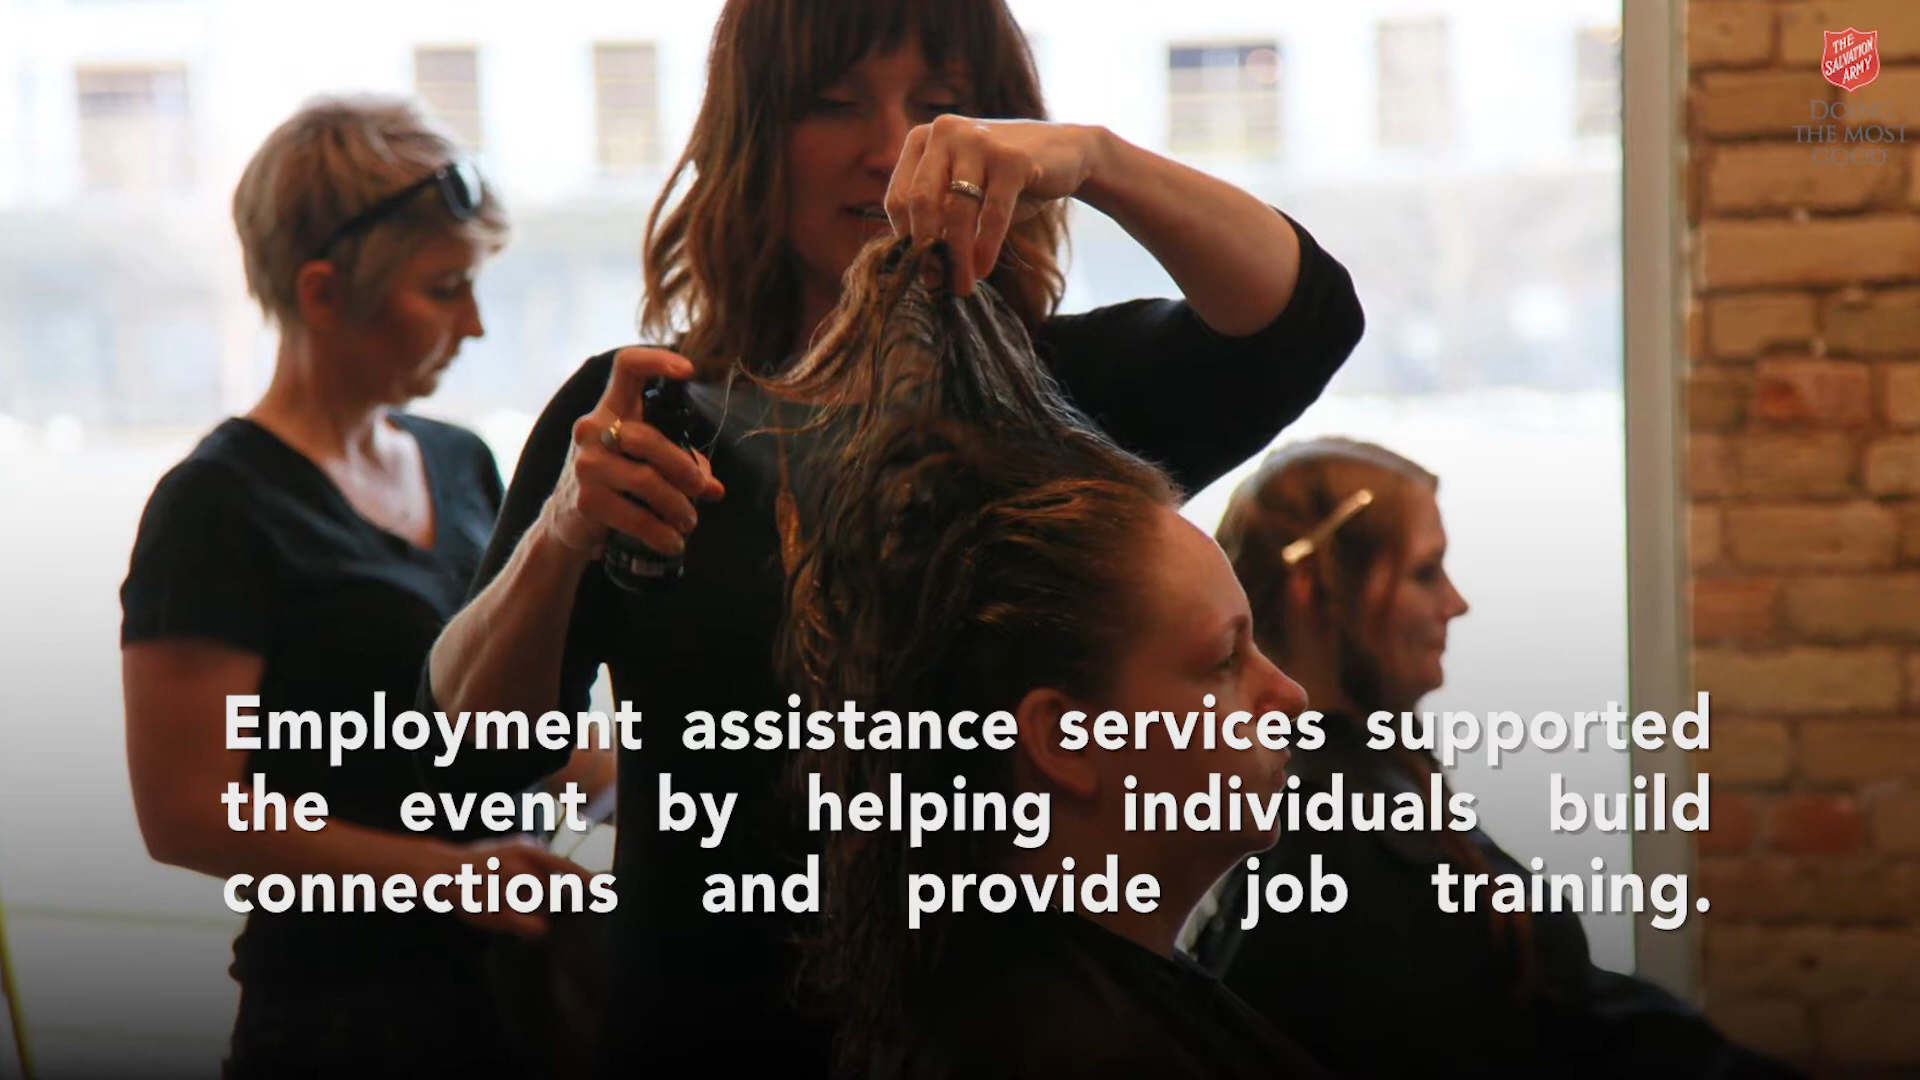 THE
SALVATION
ARMY
DOING
THE MOST
GOOD
Employment assistance services supported
the event by helping individuals build
connections and provide job training.